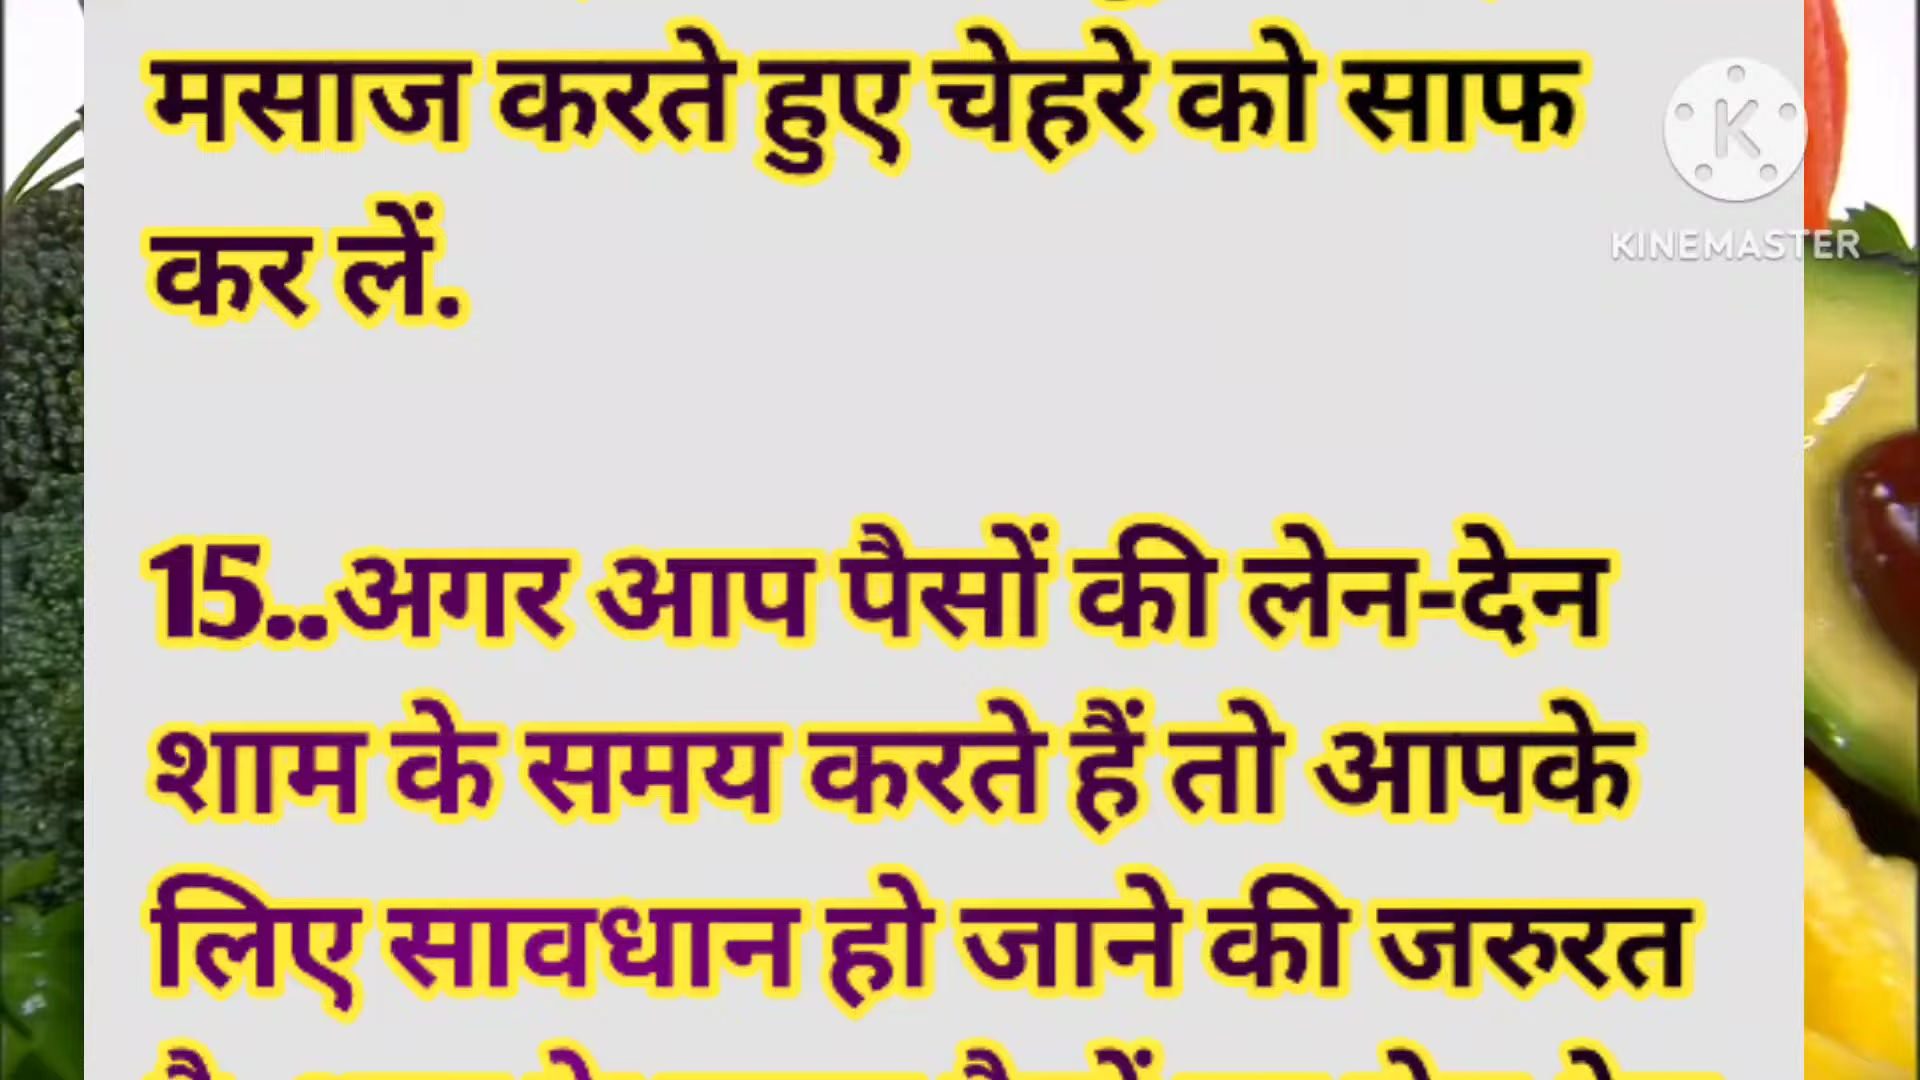 मसाज करते हुए चेहरे को साफ
कर लें.
K
KINEMASTER
15..अगर आप पैसों की लेन-देन
शाम के समय करते हैं तो आपके
लिए सावधान हो जाने की जरुरत